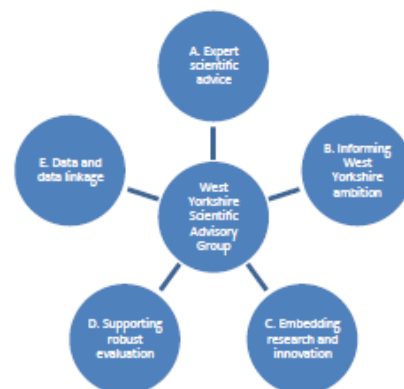 A. Expert
scientific
advice
B. Informing
West
Yorkshire
ambition
C. Embedding
research and
innovation
D. Supporting
robust
evaluation
E. Data and
data linkage
West
Yorkshire
Scientific
Advisory
Group